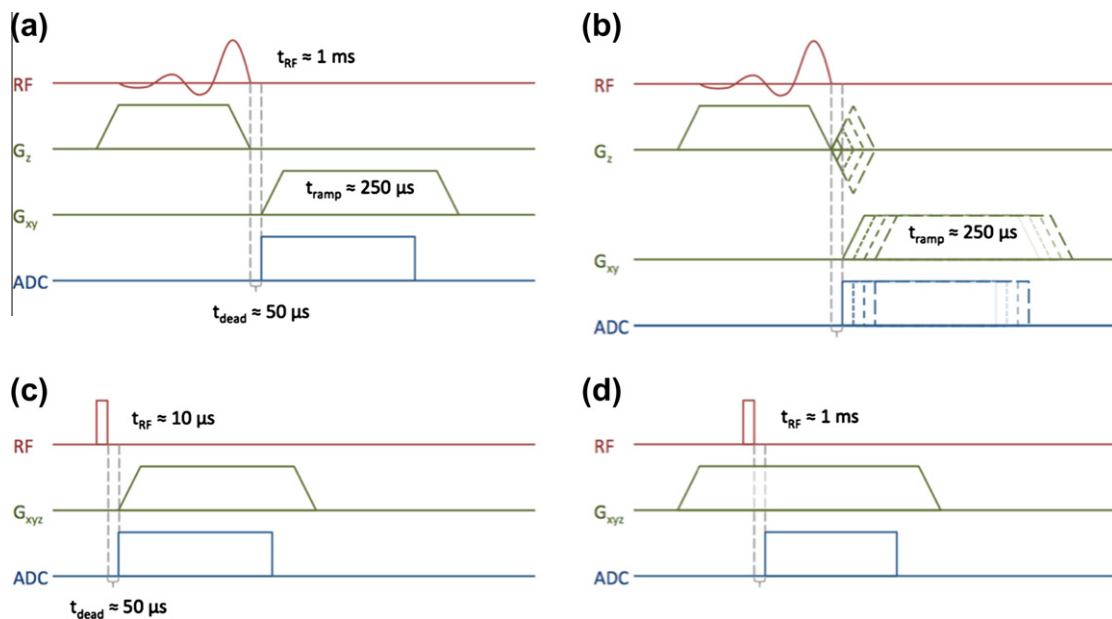 (a)
t_RF ≈ 1 ms
RF
G_z
t_ramp ≈ 250 µs
G_xy
ADC
t_dead ≈ 50 µs
(b)
RF
G_z
t_ramp ≈ 250 µs
G_xy
ADC
(c)
t_RF ≈ 10 µs
RF
G_xyz
ADC
t_dead ≈ 50 µs
(d)
t_RF ≈ 1 ms
RF
G_xyz
ADC